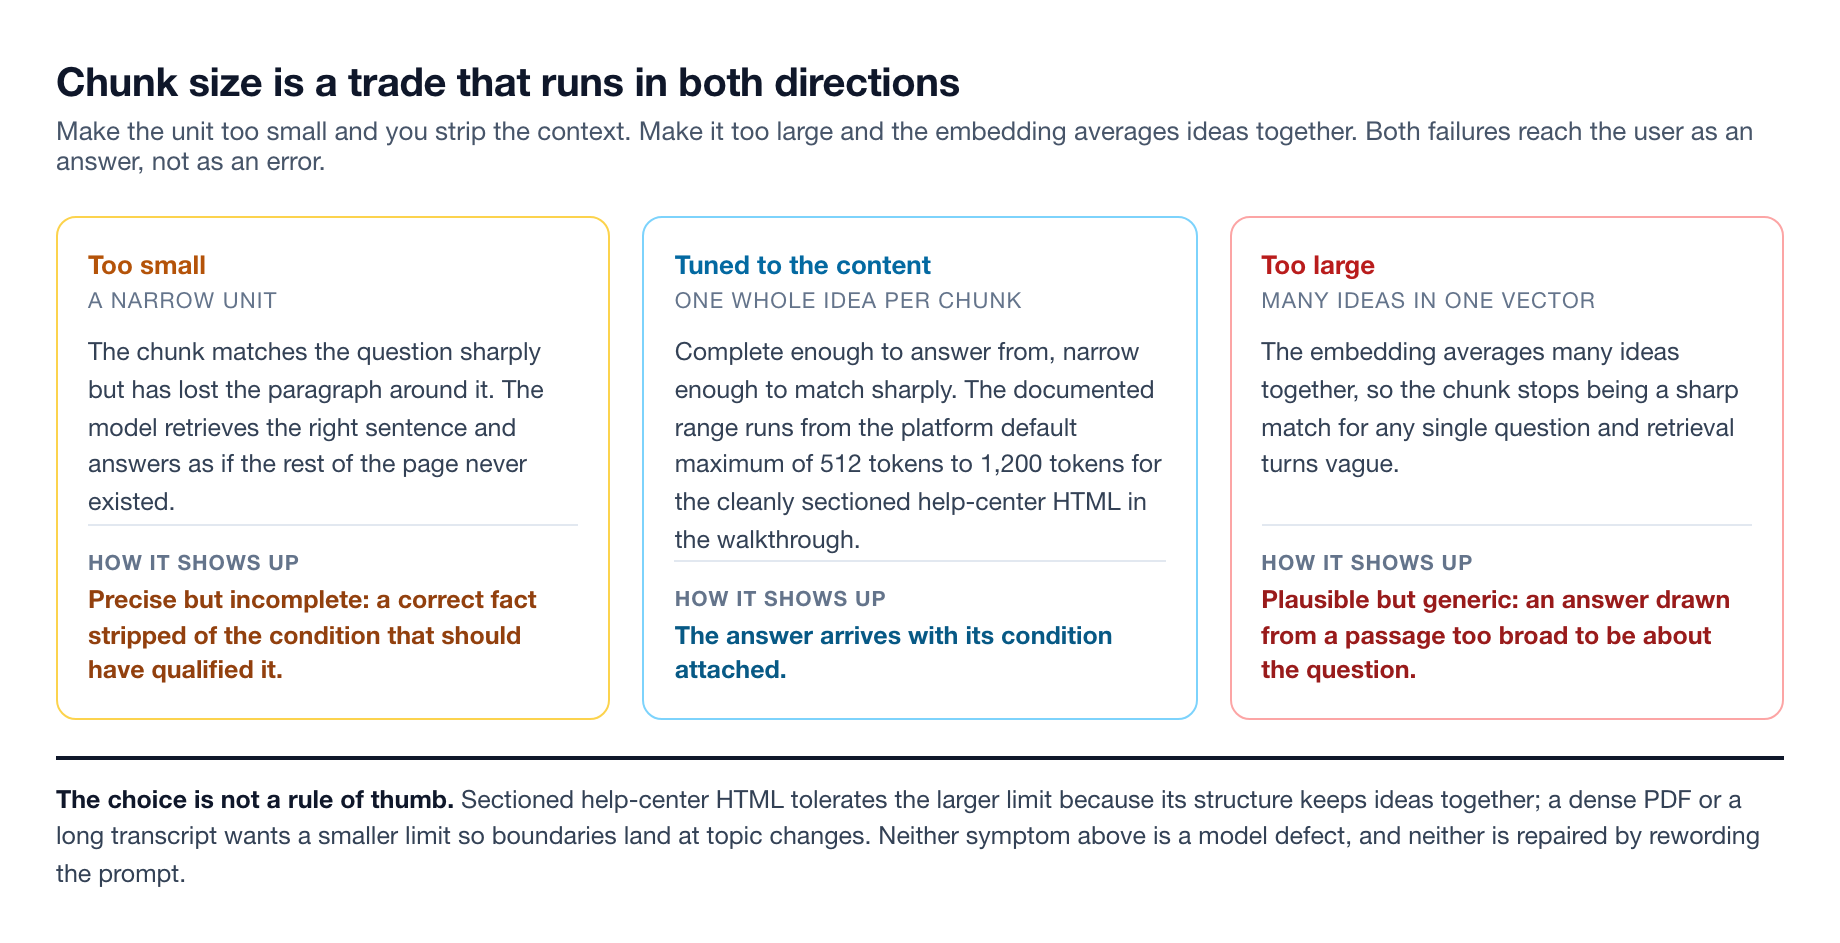 Chunk size is a trade that runs in both directions
Make the unit too small and you strip the context. Make it too large and the embedding averages ideas together. Both failures reach the user as an
answer, not as an error.
Too small
A NARROW UNIT
The chunk matches the question sharply
but has lost the paragraph around it. The
model retrieves the right sentence and
answers as if the rest of the page never
existed.
HOW IT SHOWS UP
Precise but incomplete: a correct fact
stripped of the condition that should
have qualified it.
Tuned to the content
ONE WHOLE IDEA PER CHUNK
Complete enough to answer from, narrow
enough to match sharply. The documented
range runs from the platform default
maximum of 512 tokens to 1,200 tokens for
the cleanly sectioned help-center HTML in
the walkthrough.
HOW IT SHOWS UP
The answer arrives with its condition
attached.
Too large
MANY IDEAS IN ONE VECTOR
The embedding averages many ideas
together, so the chunk stops being a sharp
match for any single question and retrieval
turns vague.
HOW IT SHOWS UP
Plausible but generic: an answer drawn
from a passage too broad to be about
the question.
The choice is not a rule of thumb. Sectioned help-center HTML tolerates the larger limit because its structure keeps ideas together; a dense PDF or a
long transcript wants a smaller limit so boundaries land at topic changes. Neither symptom above is a model defect, and neither is repaired by rewording
the prompt.